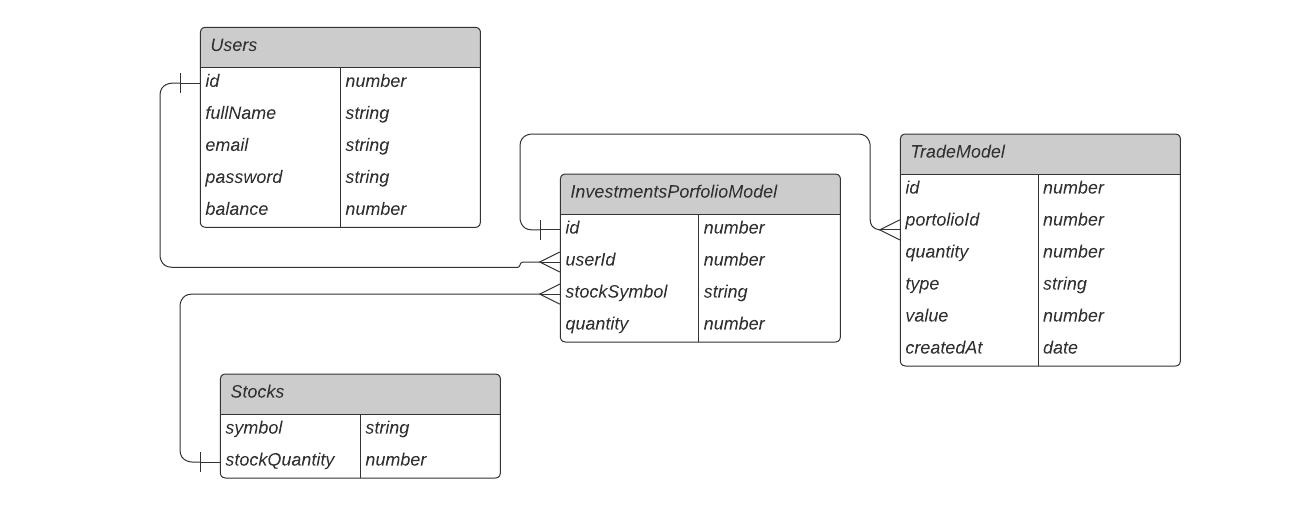 Users
id number
fullName string
email string
password string
balance number
InvestmentsPorfolioModel
id number
userId number
stockSymbol string
quantity number
TradeModel
id number
portolioId number
quantity number
type string
value number
createdAt date
Stocks
symbol string
stockQuantity number